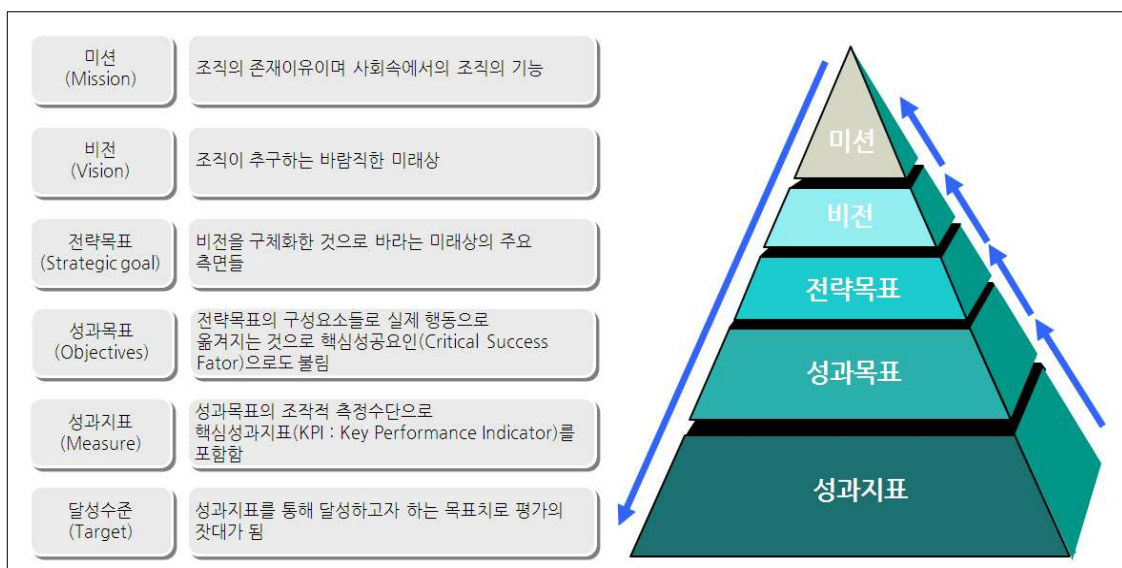 미션
(Mission)
조직의 존재이유이며 사회속에서의 조직의 기능
비전
(Vision)
조직이 추구하는 바람직한 미래상
전략목표
(Strategic goal)
비전을 구체화한 것으로 바라는 미래상의 주요
측면들
성과목표
(Objectives)
전략목표의 구성요소들로 실제 행동으로
옮겨지는 것으로 핵심성공요인(Critical Success
Fator)으로도 불림
성과지표
(Measure)
성과목표의 조작적 측정수단으로
핵심성과지표(KPI : Key Performance Indicator)를
포함함
달성수준
(Target)
성과지표를 통해 달성하고자 하는 목표치로 평가의
잣대가 됨
미션
비전
전략목표
성과목표
성과지표